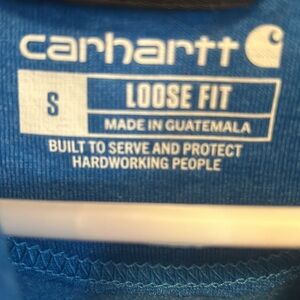 carhartt
S
LOOSE FIT
MADE IN GUATEMALA
BUILT TO SERVE AND PROTECT
HARDWORKING PEOPLE